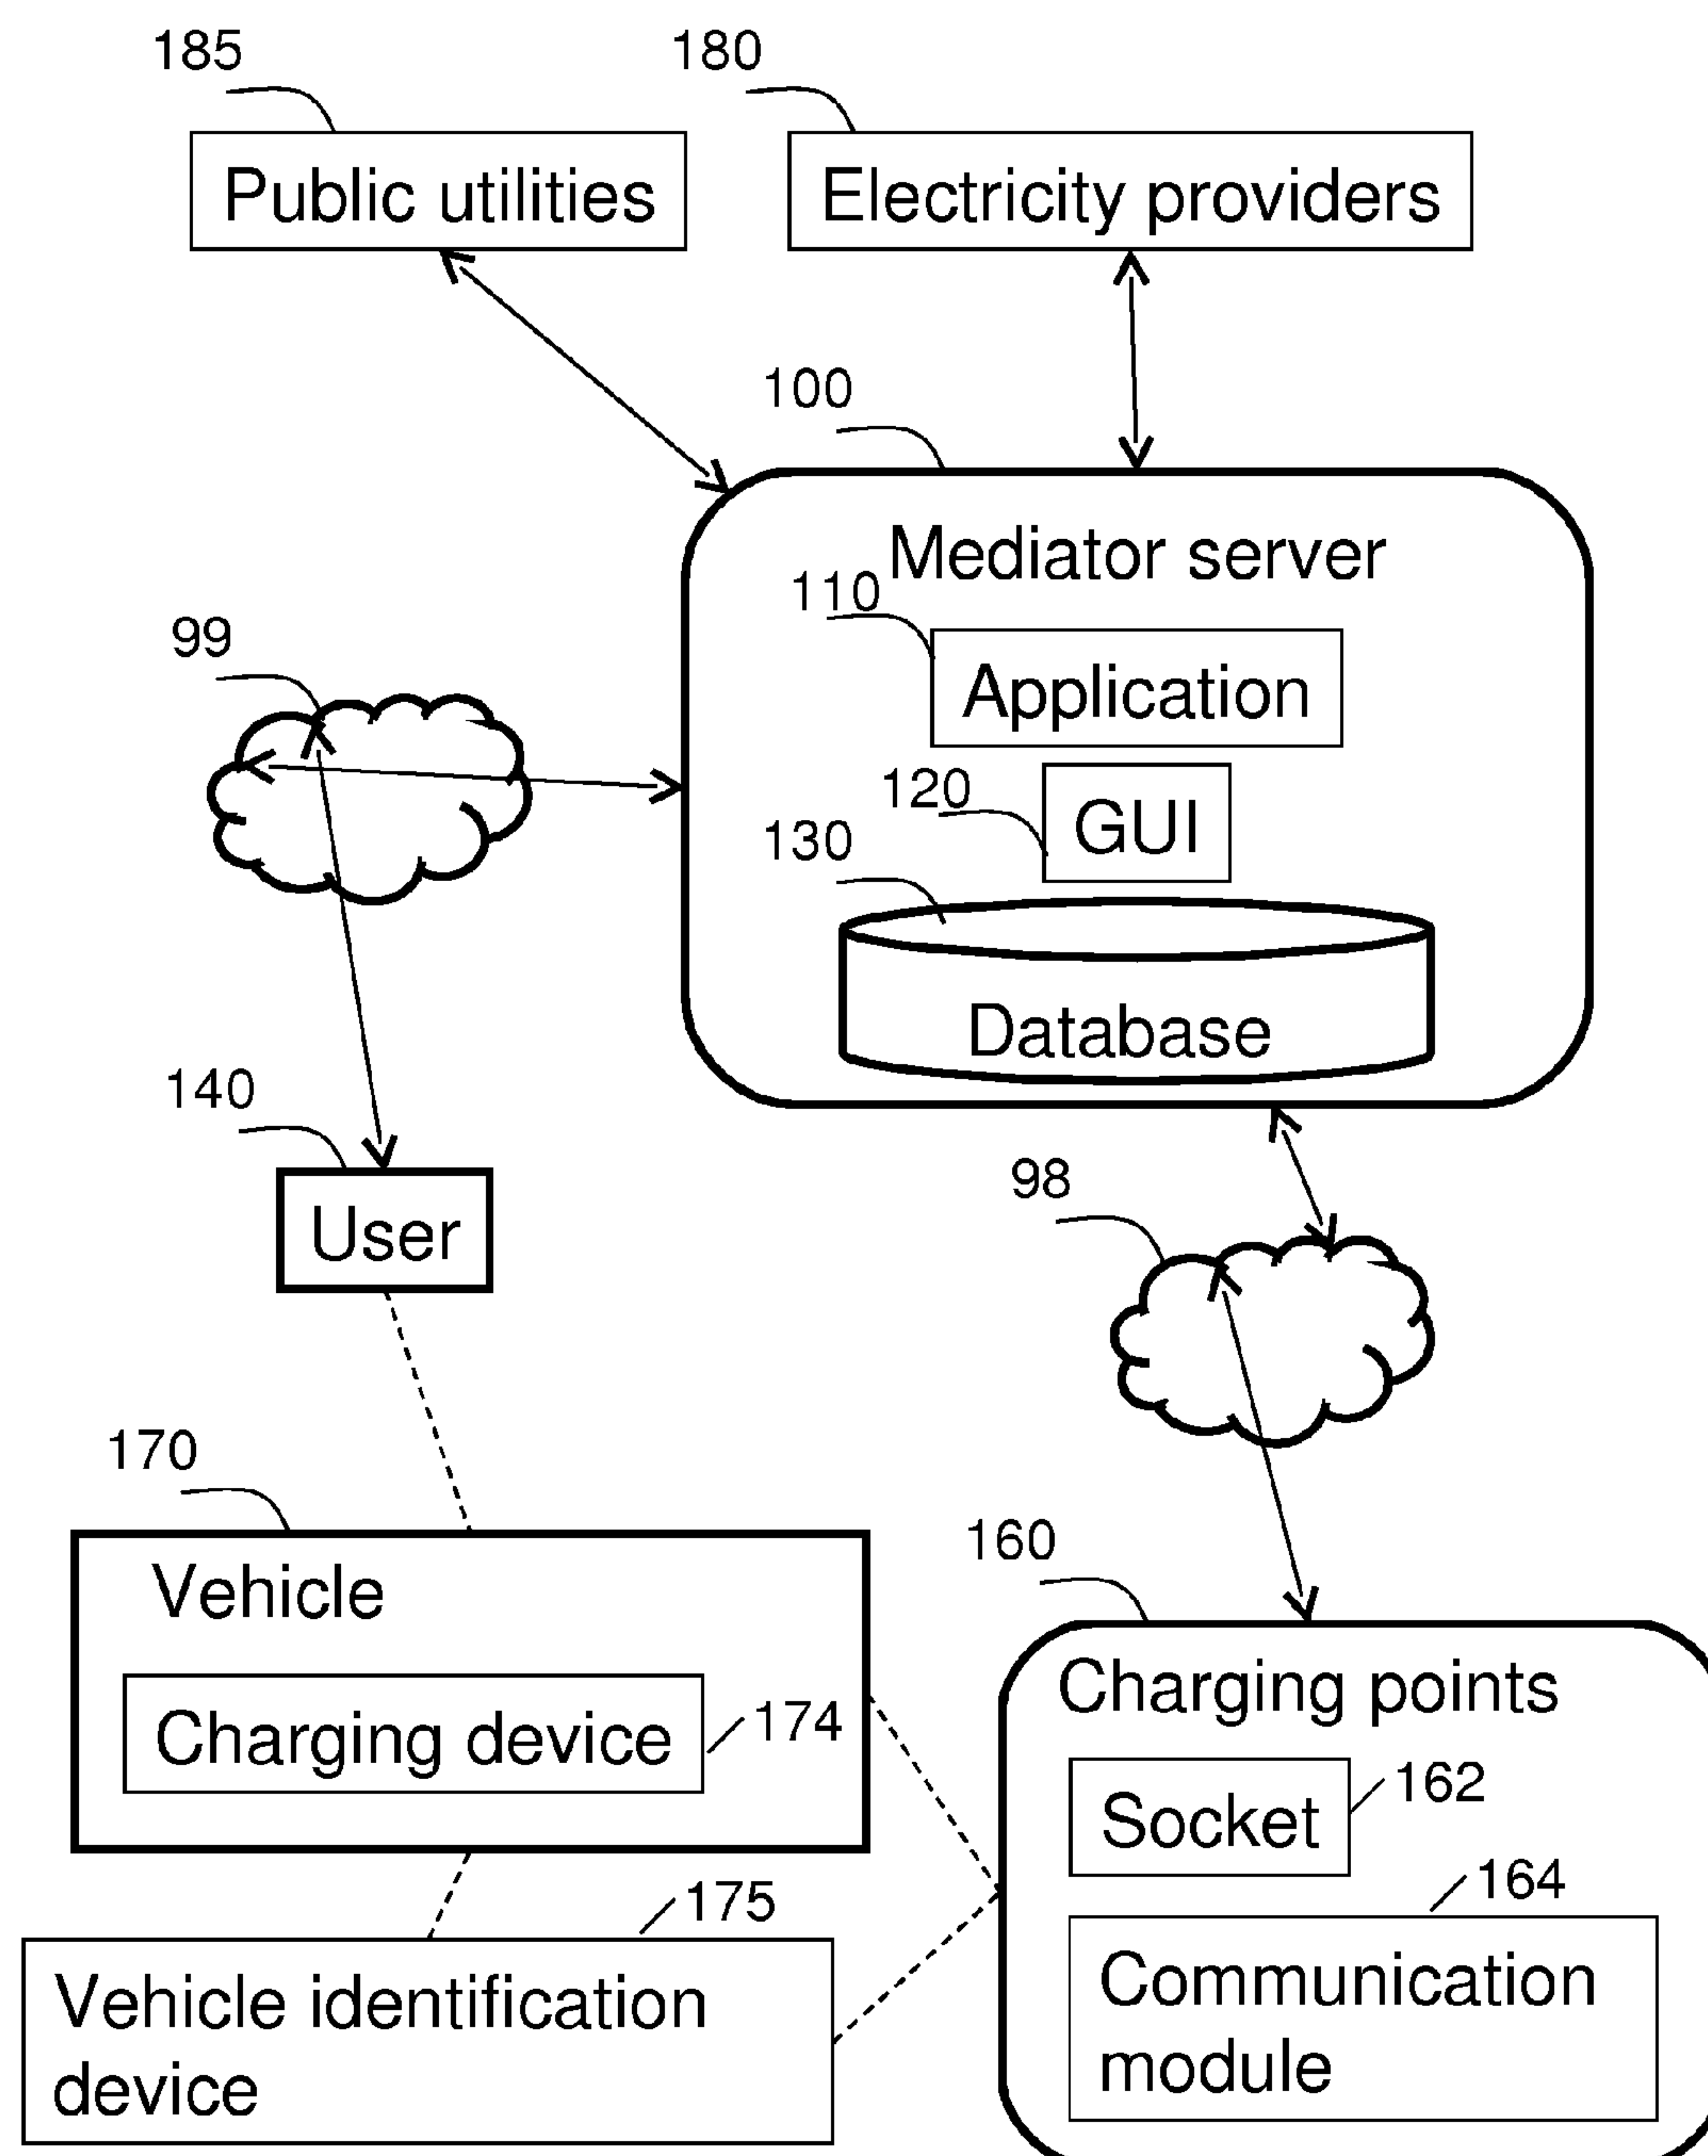 185
180
Public utilities
Electricity providers
100
Mediator server
110
99
Application
120
GUI
130
Database
140
98
User
170
160
Vehicle
Charging points
Charging device
174
162
Socket
164
175
Communication
module
Vehicle identification
device